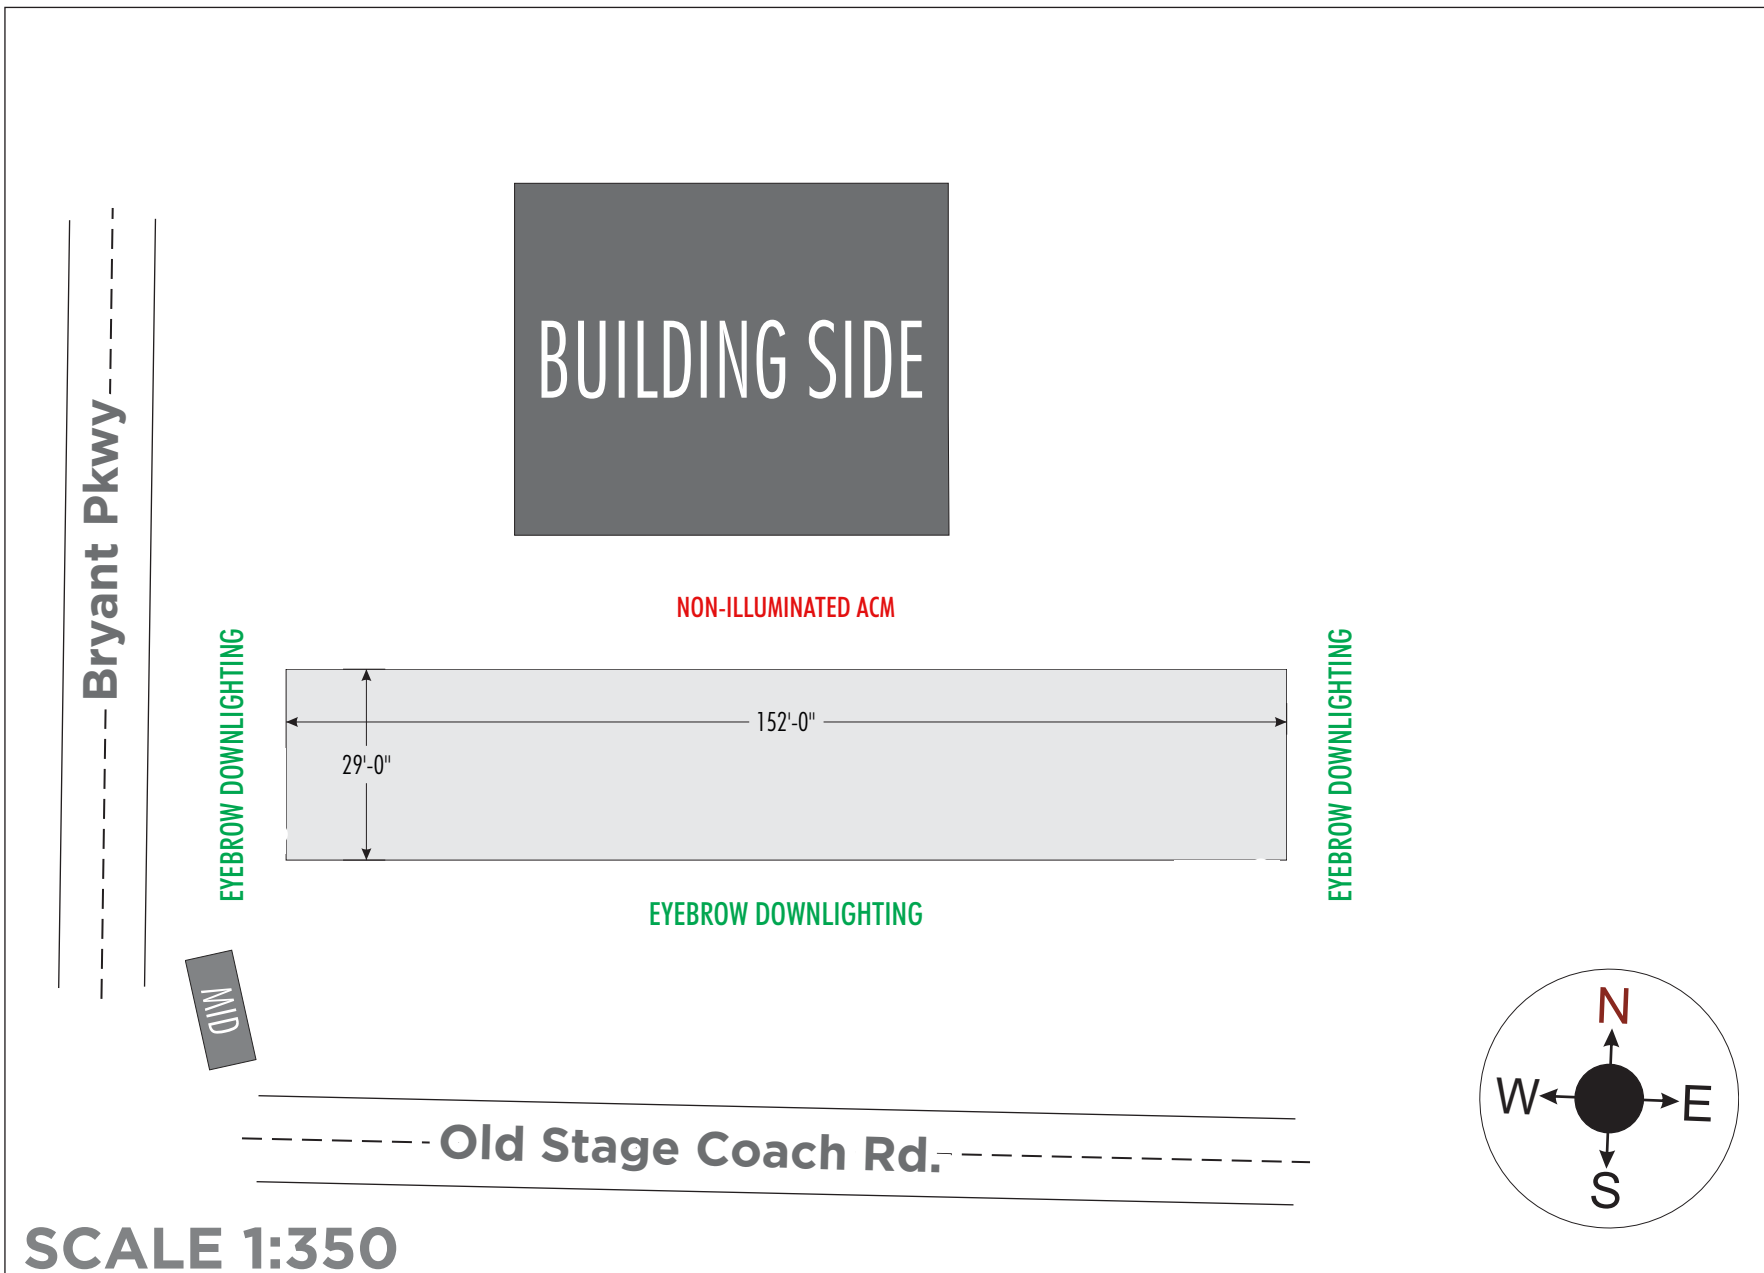 BUILDING SIDE
Bryant Pkwy
NON-ILLUMINATED ACM
EYEBROW DOWNLIGHTING
EYEBROW DOWNLIGHTING
152'-0"
29'-0"
EYEBROW DOWNLIGHTING
MID
N
W
E
S
Old Stage Coach Rd.
SCALE 1:350